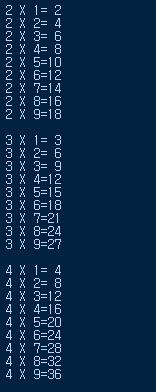 2 X 1= 2
2 X 2= 4
2 X 3= 6
2 X 4= 8
2 X 5=10
2 X 6=12
2 X 7=14
2 X 8=16
2 X 9=18

3 X 1= 3
3 X 2= 6
3 X 3= 9
3 X 4=12
3 X 5=15
3 X 6=18
3 X 7=21
3 X 8=24
3 X 9=27

4 X 1= 4
4 X 2= 8
4 X 3=12
4 X 4=16
4 X 5=20
4 X 6=24
4 X 7=28
4 X 8=32
4 X 9=36